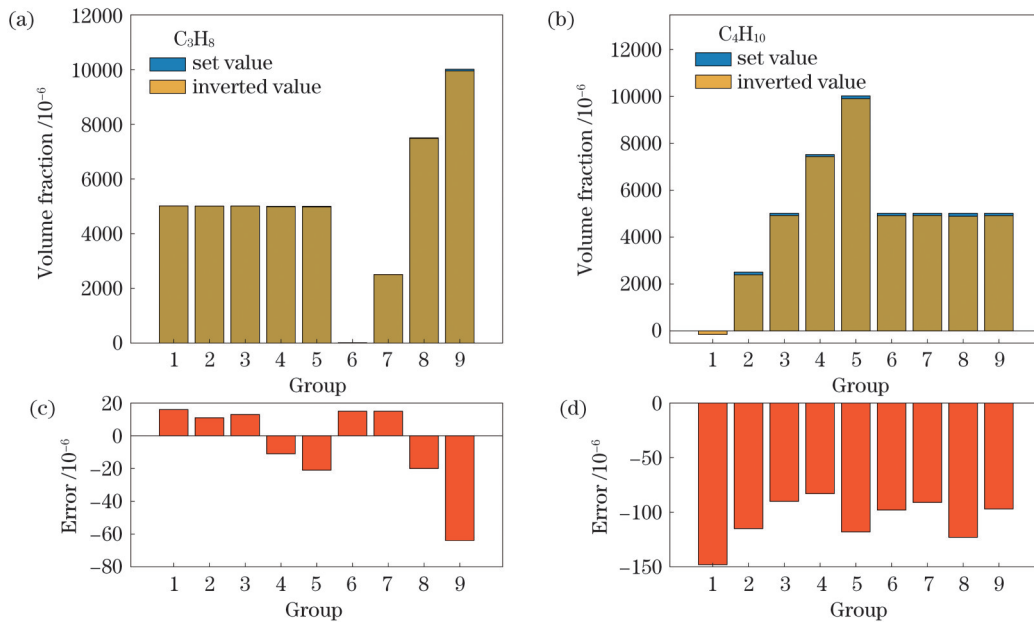 (a)
12000
10000
8000
6000
4000
2000
0
Volume fraction /10⁻⁶
C₃H₈
set value
inverted value
1 2 3 4 5 6 7 8 9
Group
(b)
12000
10000
8000
6000
4000
2000
0
Volume fraction /10⁻⁶
C₄H₁₀
set value
inverted value
1 2 3 4 5 6 7 8 9
Group
(c)
20
0
−20
−40
−60
−80
Error /10⁻⁶
1 2 3 4 5 6 7 8 9
Group
(d)
0
−50
−100
−150
Error /10⁻⁶
1 2 3 4 5 6 7 8 9
Group